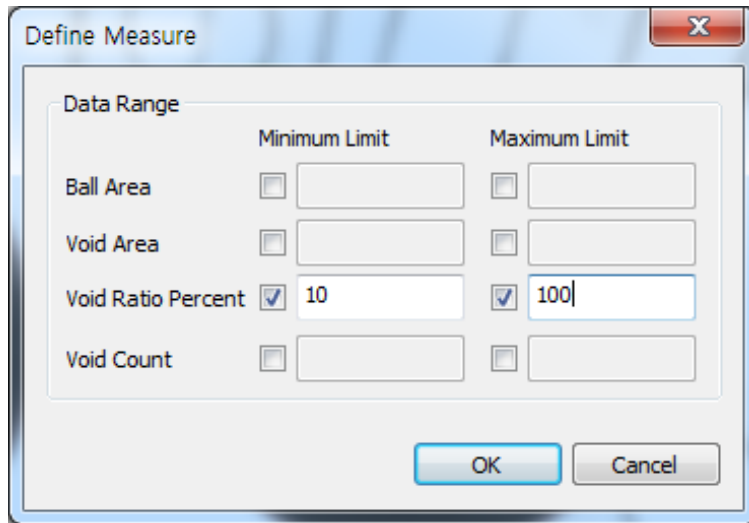 Define Measure
Data Range
Minimum Limit Maximum Limit
Ball Area
Void Area
Void Ratio Percent 10 100
Void Count
OK Cancel